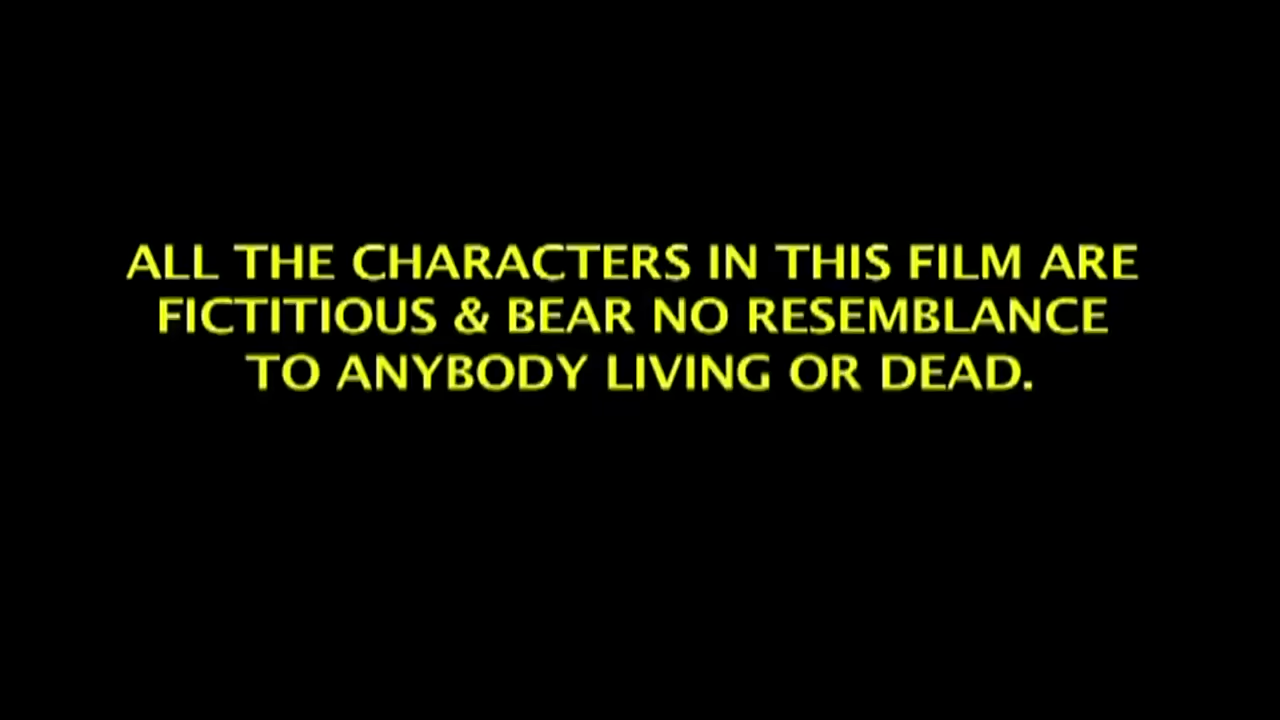 ALL THE CHARACTERS IN THIS FILM ARE
FICTITIOUS & BEAR NO RESEMBLANCE
TO ANYBODY LIVING OR DEAD.